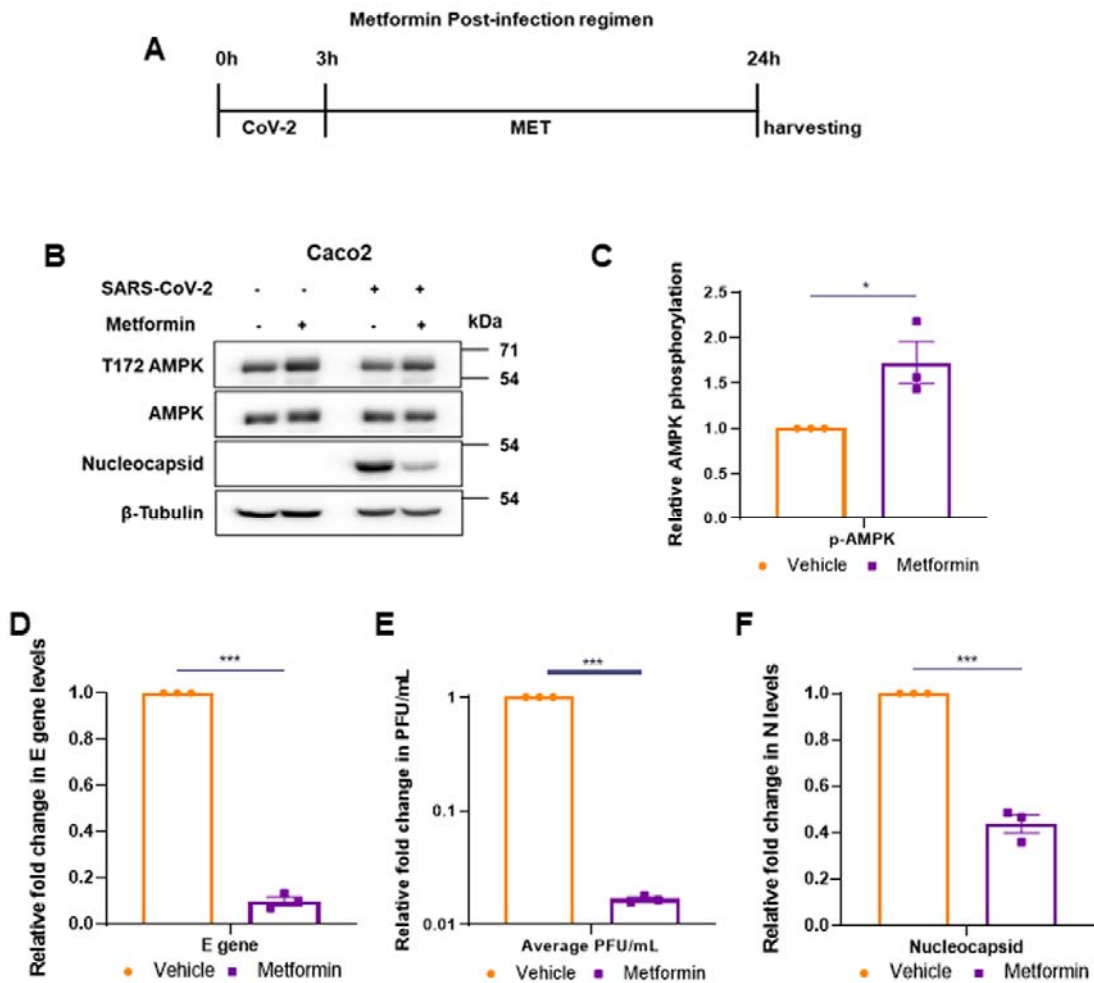 Metformin Post-infection regimen
A
0h 3h 24h
CoV-2 MET harvesting
B
Caco2
SARS-CoV-2 - - + +
Metformin - + - + kDa
T172 AMPK 71
54
AMPK
Nucleocapsid 54
β-Tubulin 54
C
Relative AMPK phosphorylation
2.5
2.0
1.5
1.0
0.5
0.0
*
p-AMPK
Vehicle Metformin
D
Relative fold change in E gene levels
1.0
0.8
0.6
0.4
0.2
0.0
***
E gene
Vehicle Metformin
E
Relative fold change in PFU/mL
1
0.1
0.01
***
Average PFU/mL
Vehicle Metformin
F
Relative fold change in N levels
1.0
0.8
0.6
0.4
0.2
0.0
***
Nucleocapsid
Vehicle Metformin